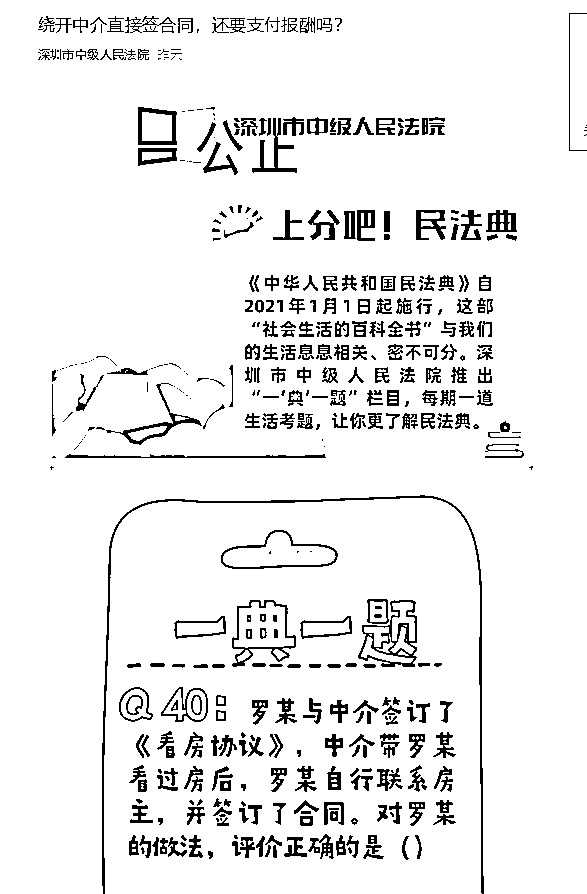 绕开中介直接签合同，还要支付报酬吗？
深圳市中级人民法院 昨天
深圳市中级人民法院
公正
上分吧！民法典
《中华人民共和国民法典》自
2021年1月1日起施行，这部
“社会生活的百科全书”与我们
的生活息息相关、密不可分。深
圳市中级人民法院推出
“一‘典’一题”栏目，每期一道
生活考题，让你更了解民法典。
一典一题
Q 40：罗某与中介签订了
《看房协议》，中介带罗某
看过房后，罗某自行联系房
主，并签订了合同。对罗某
的做法，评价正确的是（）